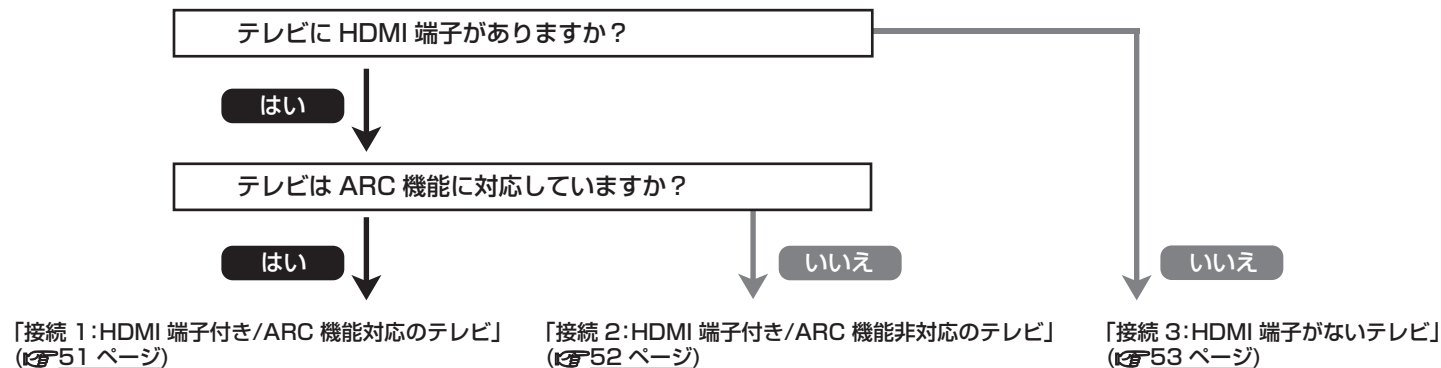 テレビに HDMI 端子がありますか？
はい
テレビは ARC 機能に対応していますか？
はい
いいえ
いいえ
「接続 1：HDMI 端子付き/ARC 機能対応のテレビ」
(☞51 ページ)
「接続 2：HDMI 端子付き/ARC 機能非対応のテレビ」
(☞52 ページ)
「接続 3：HDMI 端子がないテレビ」
(☞53 ページ)